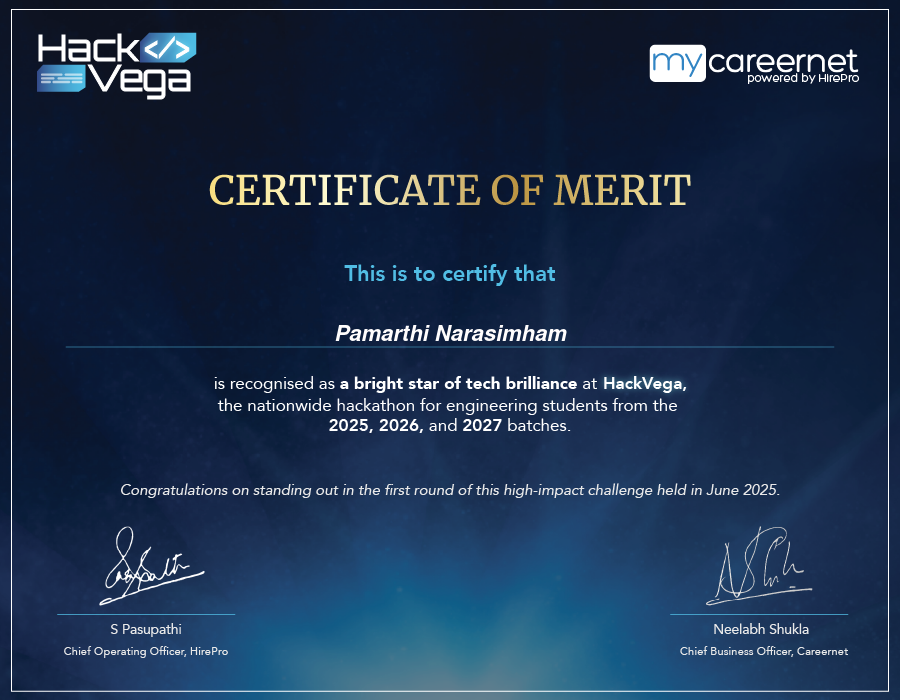 Hack</>
Vega
mycareernet
powered by HirePro
CERTIFICATE OF MERIT
This is to certify that
Pamarthi Narasimham
is recognised as a bright star of tech brilliance at HackVega,
the nationwide hackathon for engineering students from the
2025, 2026, and 2027 batches.
Congratulations on standing out in the first round of this high-impact challenge held in June 2025.
S Pasupathi
Chief Operating Officer, HirePro
Neelabh Shukla
Chief Business Officer, Careernet